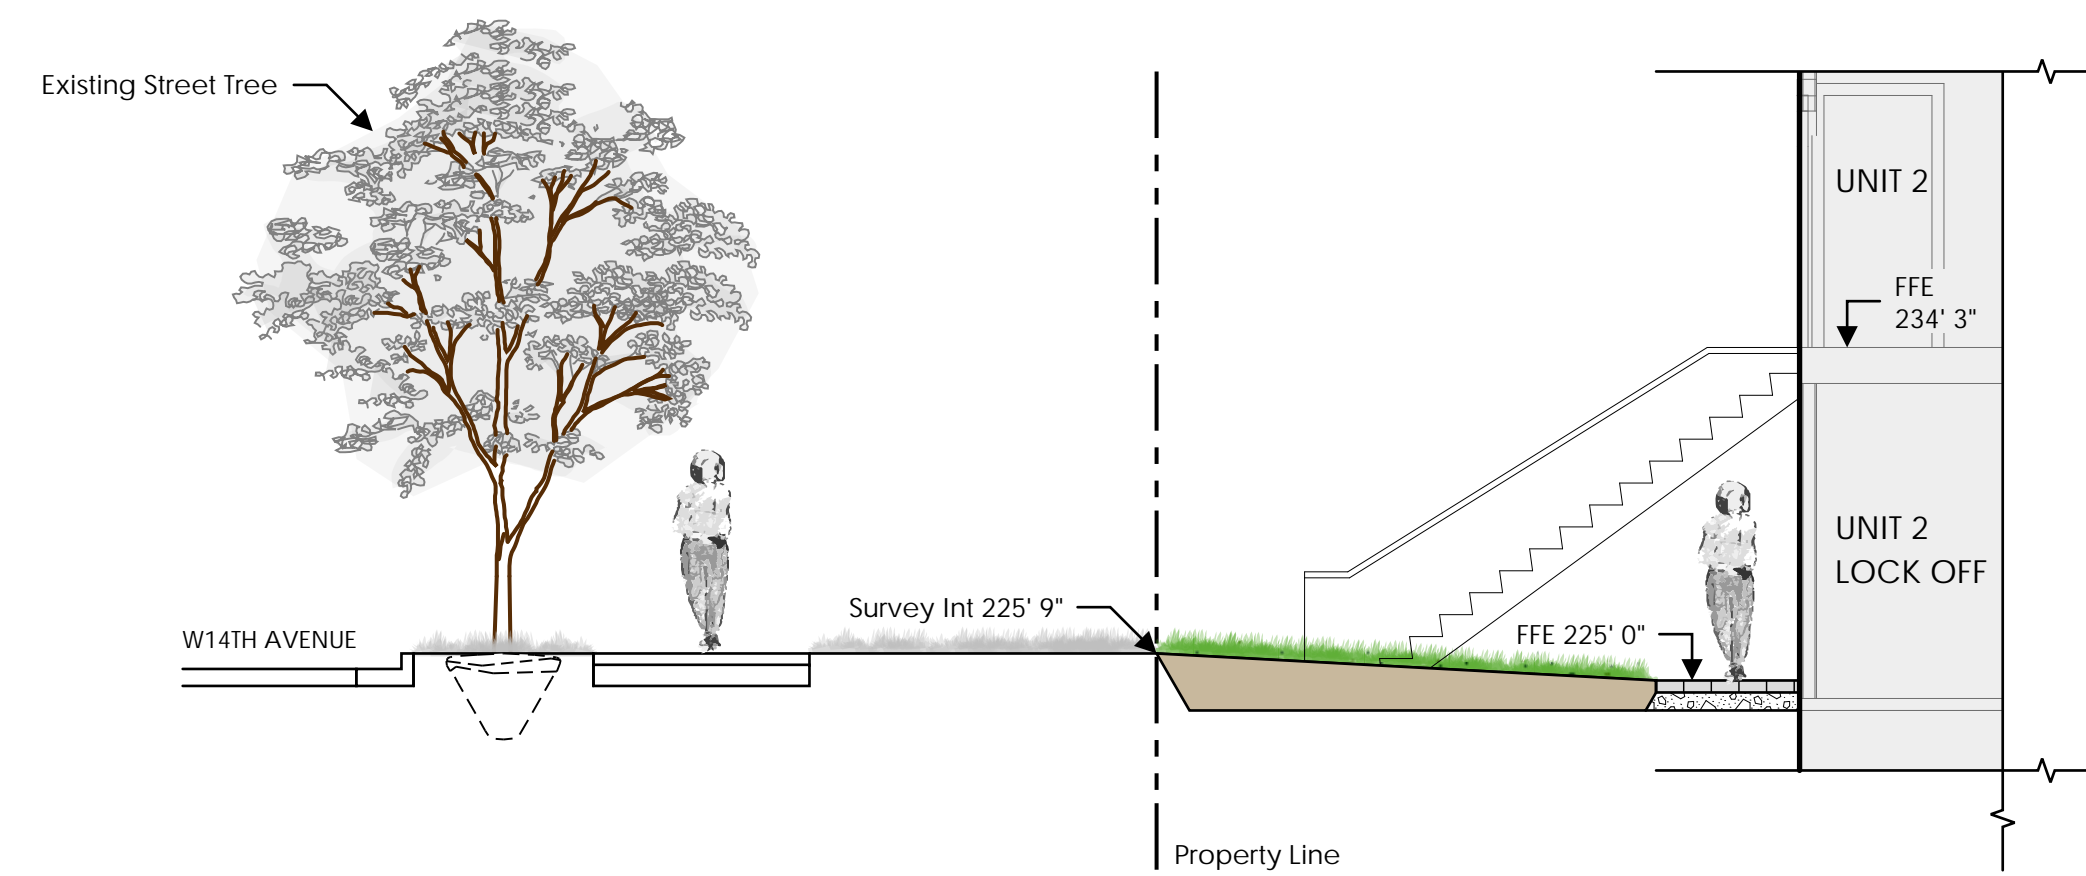 Existing Street Tree
UNIT 2
FFE
234' 3"
UNIT 2
LOCK OFF
Survey Int 225' 9"
FFE 225' 0"
W14TH AVENUE
Property Line